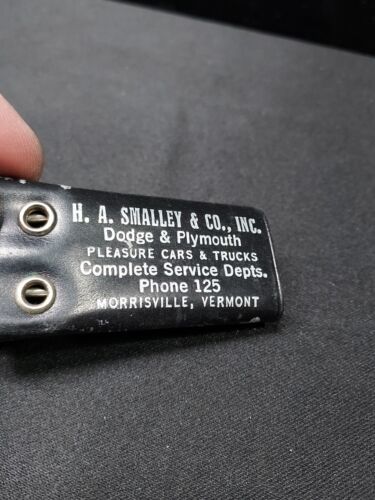 H. A. SMALLEY & CO., INC.
Dodge & Plymouth
PLEASURE CARS & TRUCKS
Complete Service Depts.
Phone 125
MORRISVILLE, VERMONT